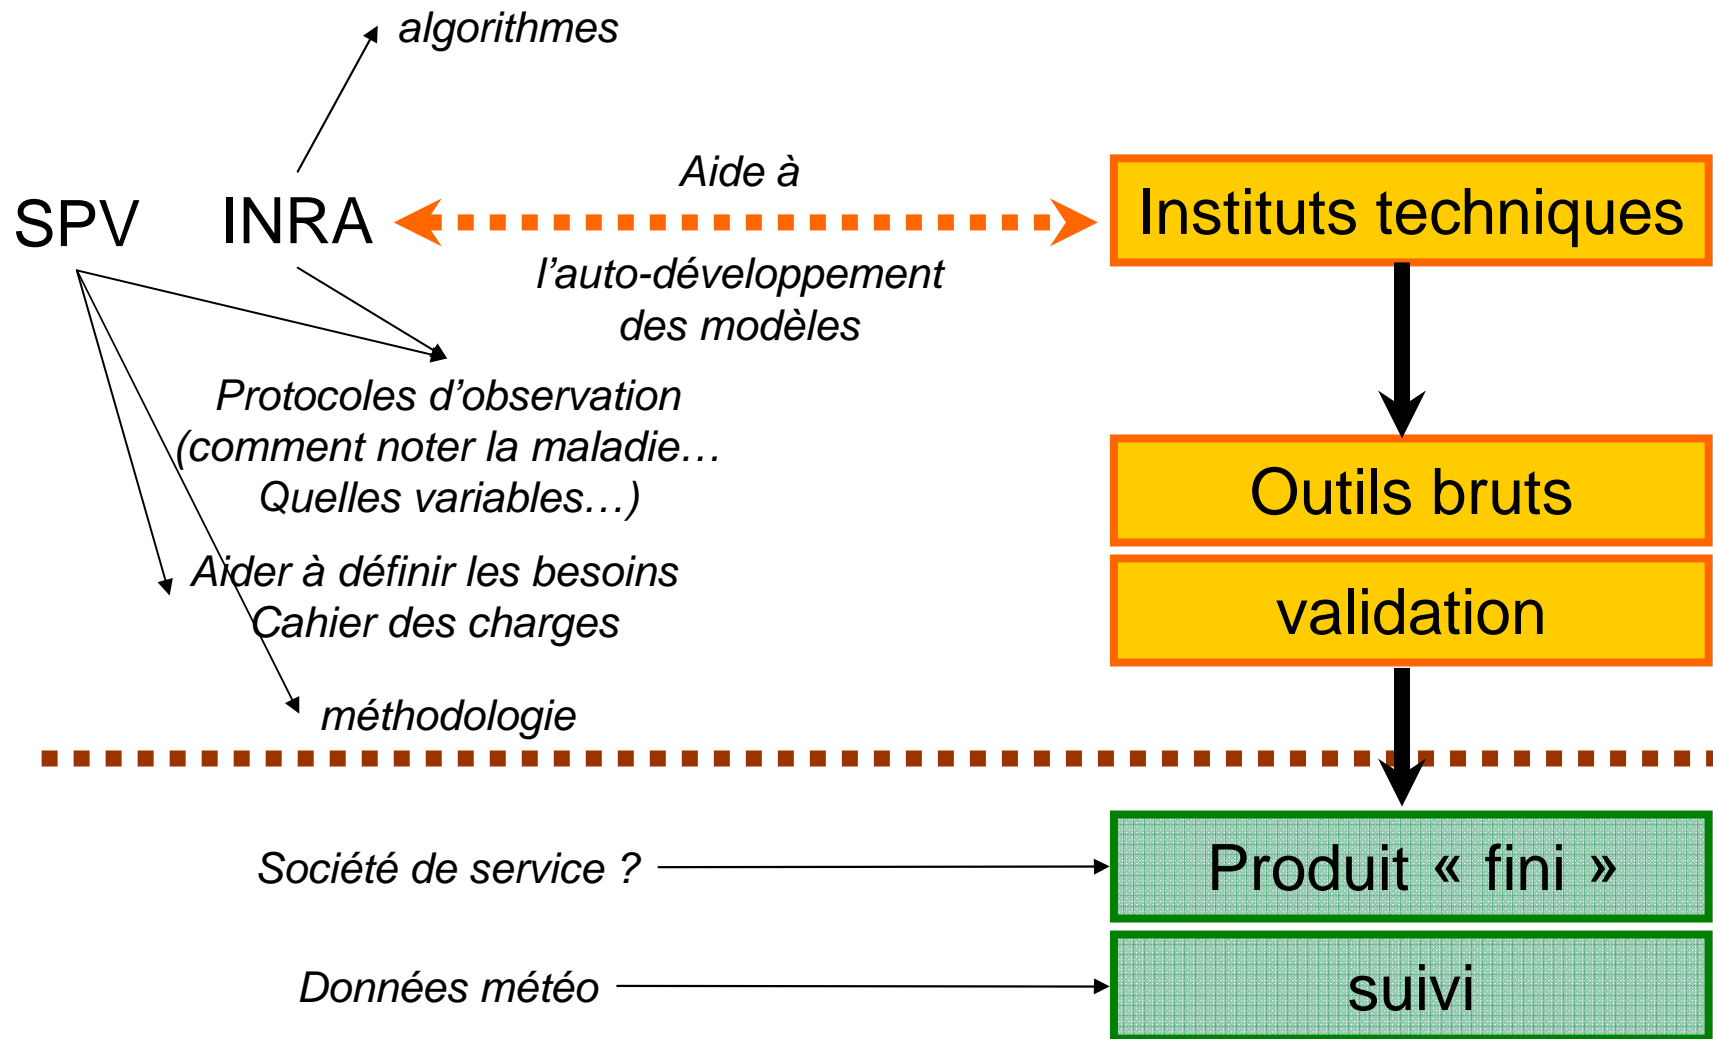 algorithmes
SPV
INRA
Aide à
l’auto-développement
des modèles
Instituts techniques
Protocoles d’observation
(comment noter la maladie…
Quelles variables…)
Outils bruts
Aider à définir les besoins
Cahier des charges
validation
méthodologie
Société de service ?
Produit « fini »
Données météo
suivi